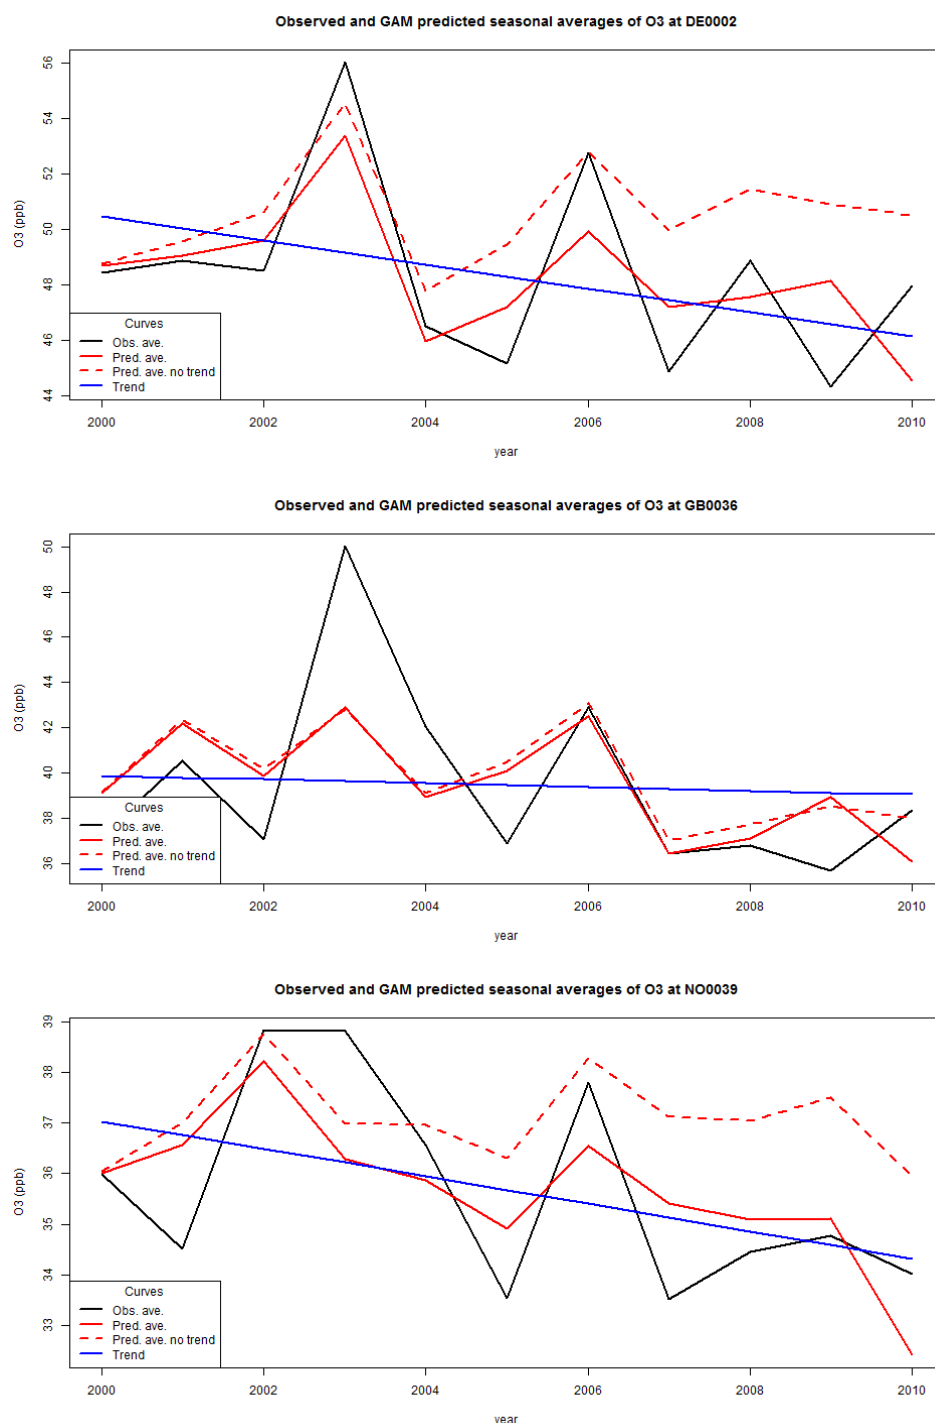 Observed and GAM predicted seasonal averages of O3 at DE0002
O3 (ppb)
56
54
52
50
48
46
44
Curves
Obs. ave.
Pred. ave.
Pred. ave. no trend
Trend
2000 2002 2004 2006 2008 2010
year
Observed and GAM predicted seasonal averages of O3 at GB0036
O3 (ppb)
50
48
46
44
42
40
38
36
Curves
Obs. ave.
Pred. ave.
Pred. ave. no trend
Trend
2000 2002 2004 2006 2008 2010
year
Observed and GAM predicted seasonal averages of O3 at NO0039
O3 (ppb)
39
38
37
36
35
34
33
Curves
Obs. ave.
Pred. ave.
Pred. ave. no trend
Trend
2000 2002 2004 2006 2008 2010
year